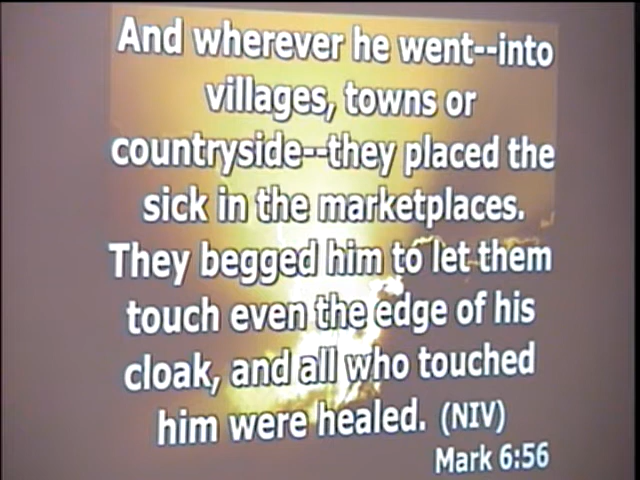 And wherever he went--into
villages, towns or
countryside--they placed the
sick in the marketplaces.
They begged him to let them
touch even the edge of his
cloak, and all who touched
him were healed. (NIV)
Mark 6:56